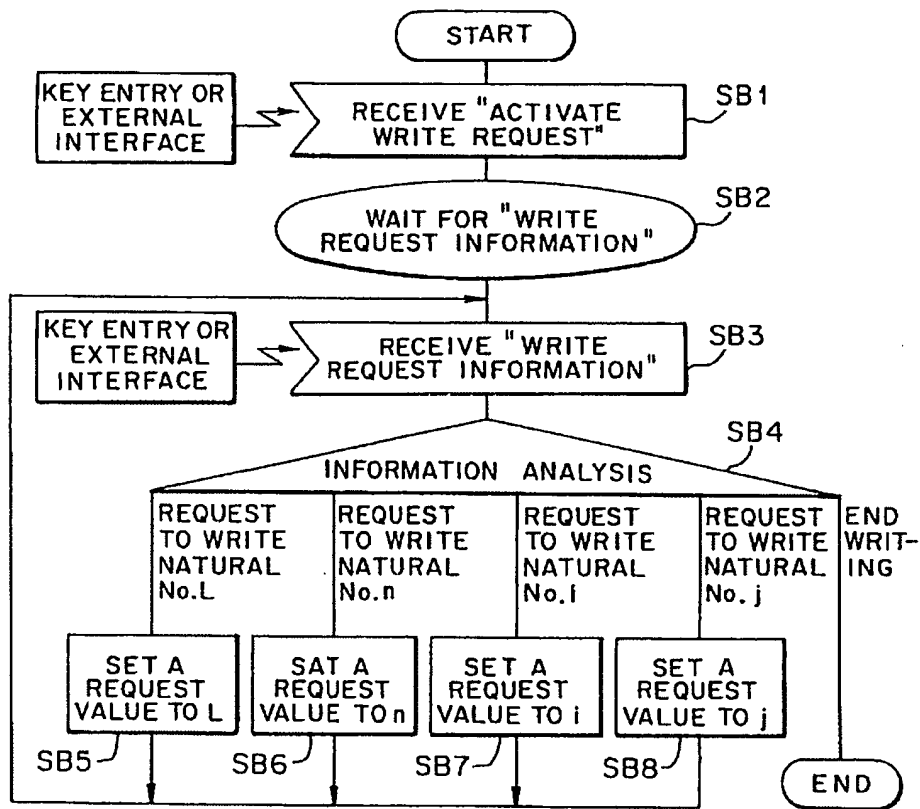 START
KEY ENTRY OR
EXTERNAL
INTERFACE
RECEIVE "ACTIVATE
WRITE REQUEST"
SB1
WAIT FOR "WRITE
REQUEST INFORMATION"
SB2
KEY ENTRY OR
EXTERNAL
INTERFACE
RECEIVE "WRITE
REQUEST INFORMATION"
SB3
SB4
INFORMATION ANALYSIS
REQUEST
TO WRITE
NATURAL
No.L
REQUEST
TO WRITE
NATURAL
No.n
REQUEST
TO WRITE
NATURAL
No.i
REQUEST
TO WRITE
NATURAL
No.j
END
WRIT-
ING
SET A
REQUEST
VALUE TO L
SB5
SAT A
REQUEST
VALUE TO n
SB6
SET A
REQUEST
VALUE TO i
SB7
SET A
REQUEST
VALUE TO j
SB8
END